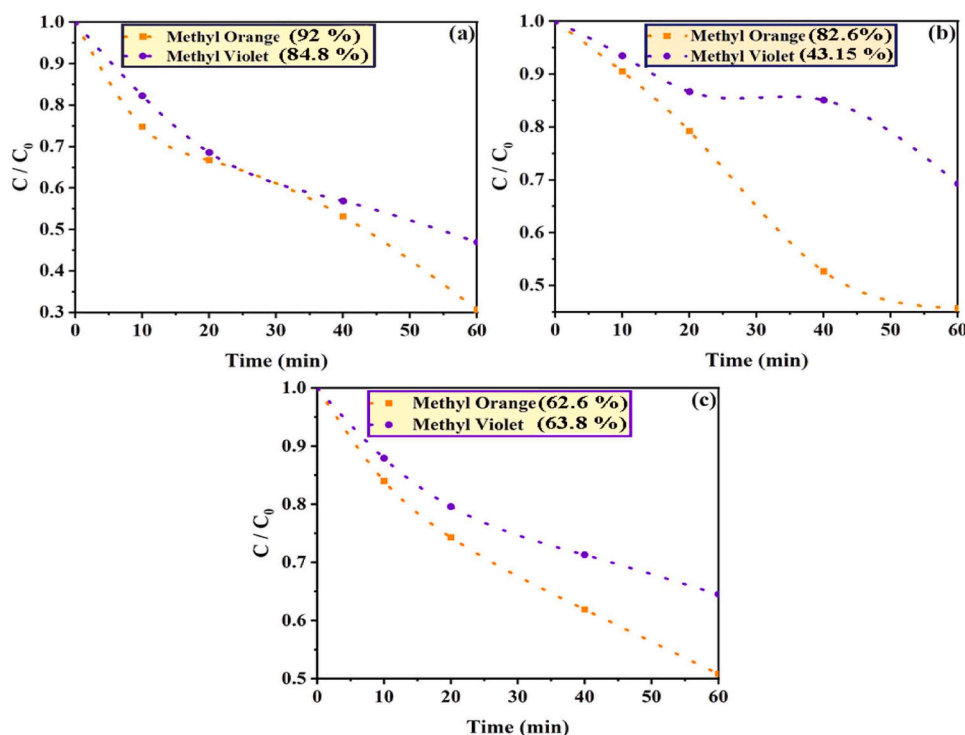 (a)
Methyl Orange (92 %)
Methyl Violet (84.8 %)
1.0
0.9
0.8
0.7
0.6
0.5
0.4
0.3
C / C0
0 10 20 30 40 50 60
Time (min)
(b)
Methyl Orange (82.6%)
Methyl Violet (43.15 %)
1.0
0.9
0.8
0.7
0.6
0.5
C / C0
0 10 20 30 40 50 60
Time (min)
(c)
Methyl Orange (62.6 %)
Methyl Violet (63.8 %)
1.0
0.9
0.8
0.7
0.6
0.5
C / C0
0 10 20 30 40 50 60
Time (min)